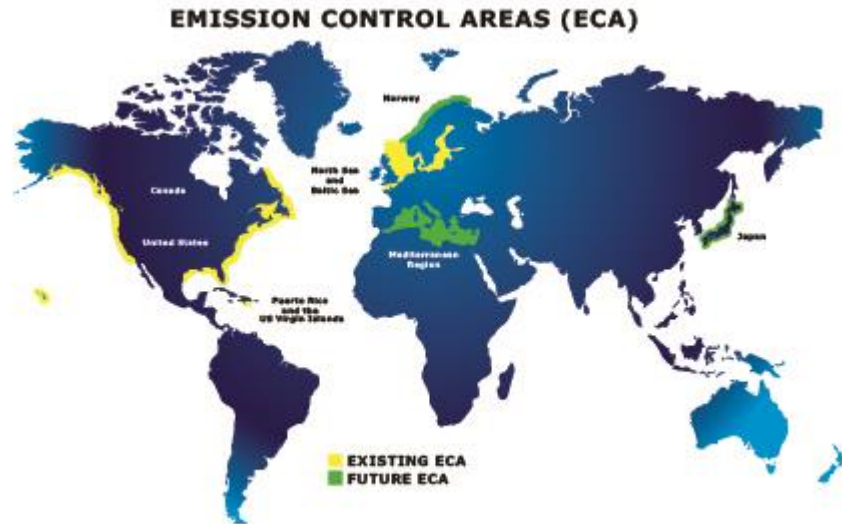 EMISSION CONTROL AREAS (ECA)
Norway
North Sea
and
Baltic Sea
Canada
United States
Japan
Mediterranean
Region
Puerto Rico
and the
US Virgin Islands
EXISTING ECA
FUTURE ECA